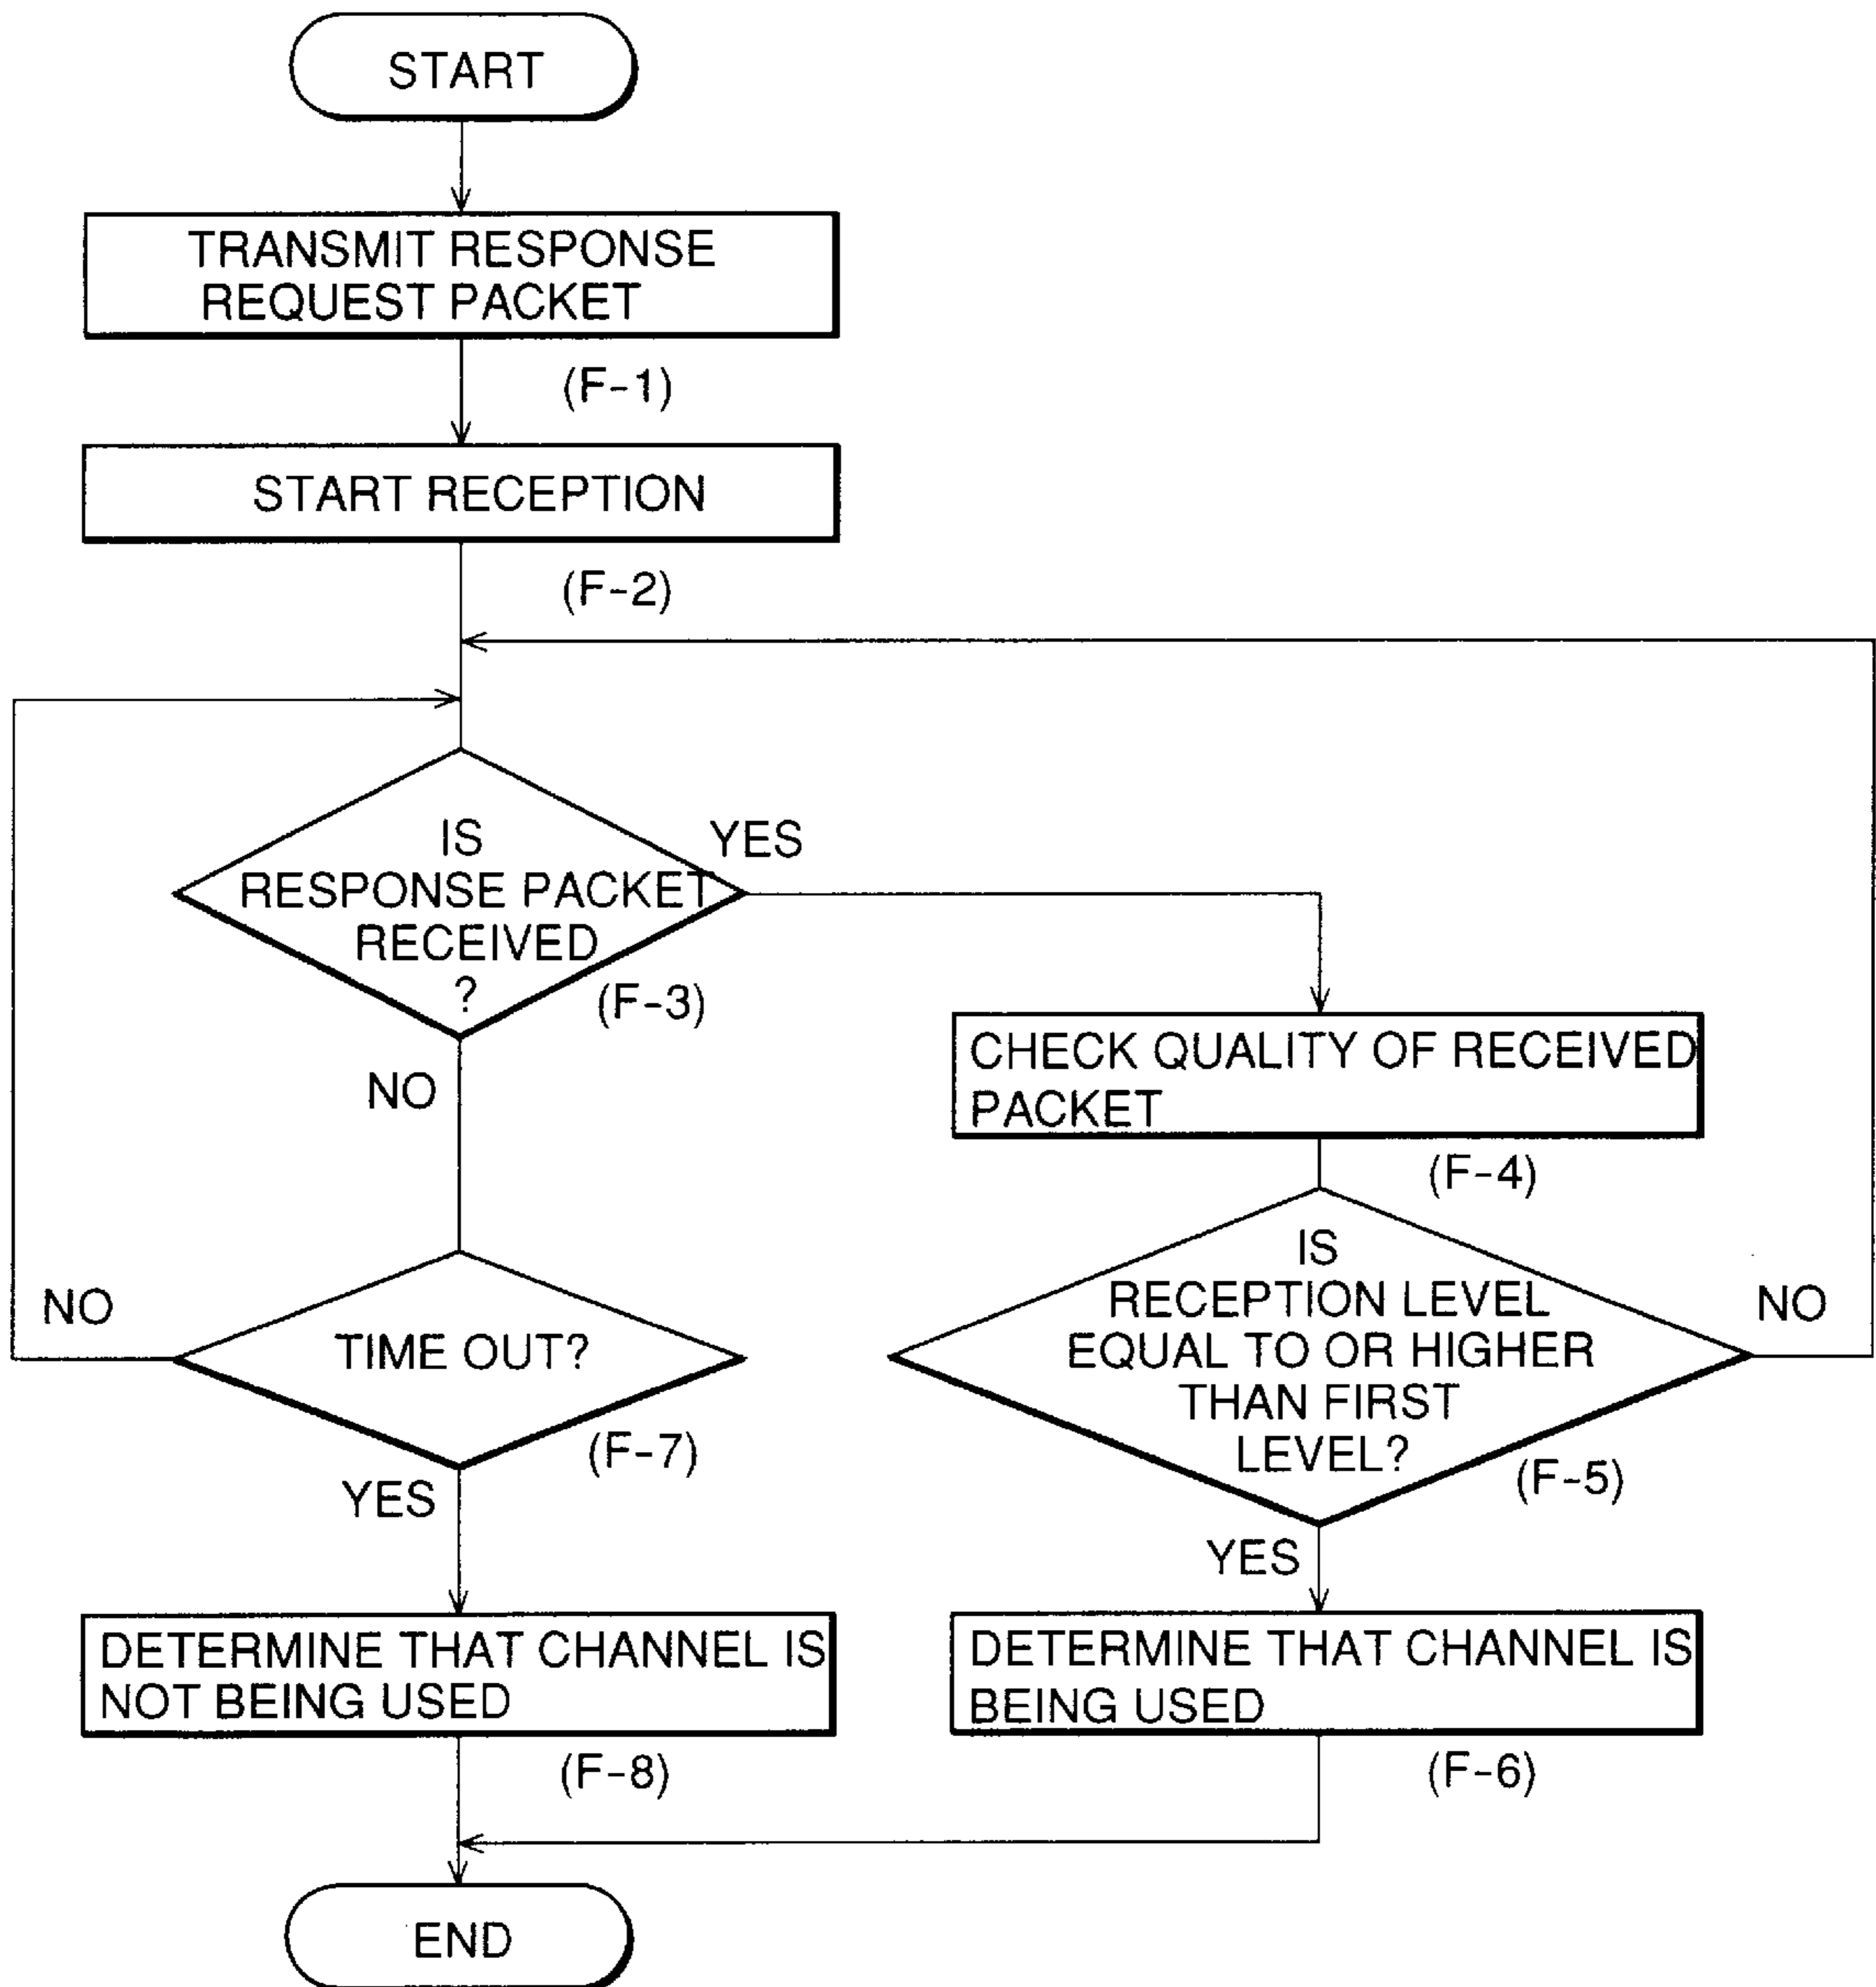 START
TRANSMIT RESPONSE
REQUEST PACKET
(F-1)
START RECEPTION
(F-2)
IS
RESPONSE PACKET
RECEIVED
?
YES
(F-3)
NO
CHECK QUALITY OF RECEIVED
PACKET
(F-4)
IS
RECEPTION LEVEL
EQUAL TO OR HIGHER
THAN FIRST
LEVEL?
NO
(F-5)
YES
NO
TIME OUT?
(F-7)
YES
DETERMINE THAT CHANNEL IS
NOT BEING USED
(F-8)
DETERMINE THAT CHANNEL IS
BEING USED
(F-6)
END